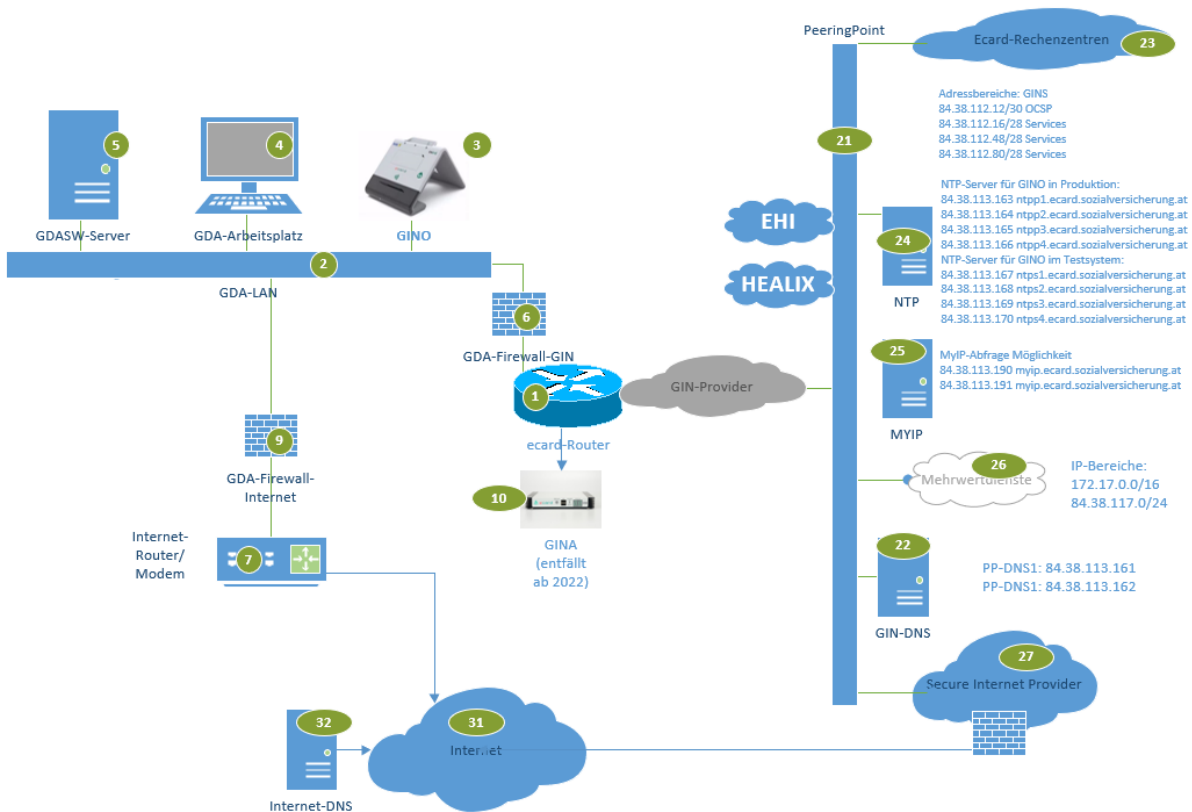 PeeringPoint
Ecard-Rechenzentren
23
Adressbereiche: GINS
84.38.112.12/30 OCSP
84.38.112.16/28 Services
84.38.112.48/28 Services
84.38.112.80/28 Services
5
4
3
21
GDASW-Server
GDA-Arbeitsplatz
GINO
NTP-Server für GINO in Produktion:
84.38.113.163 ntpp1.ecard.sozialversicherung.at
84.38.113.164 ntpp2.ecard.sozialversicherung.at
84.38.113.165 ntpp3.ecard.sozialversicherung.at
84.38.113.166 ntpp4.ecard.sozialversicherung.at
NTP-Server für GINO im Testsystem:
84.38.113.167 ntps1.ecard.sozialversicherung.at
84.38.113.168 ntps2.ecard.sozialversicherung.at
84.38.113.169 ntps3.ecard.sozialversicherung.at
84.38.113.170 ntps4.ecard.sozialversicherung.at
EHI
24
HEALIX
NTP
2
GDA-LAN
6
GDA-Firewall-GIN
25
MyIP-Abfrage Möglichkeit
84.38.113.190 myip.ecard.sozialversicherung.at
84.38.113.191 myip.ecard.sozialversicherung.at
MYIP
1
GIN-Provider
ecard-Router
9
GDA-Firewall-
Internet
26
Mehrwertdienste
IP-Bereiche:
172.17.0.0/16
84.38.117.0/24
10
GINA
(entfällt
ab 2022)
Internet-
Router/
Modem
7
22
PP-DNS1: 84.38.113.161
PP-DNS1: 84.38.113.162
GIN-DNS
27
Secure Internet Provider
32
31
Internet
Internet-DNS